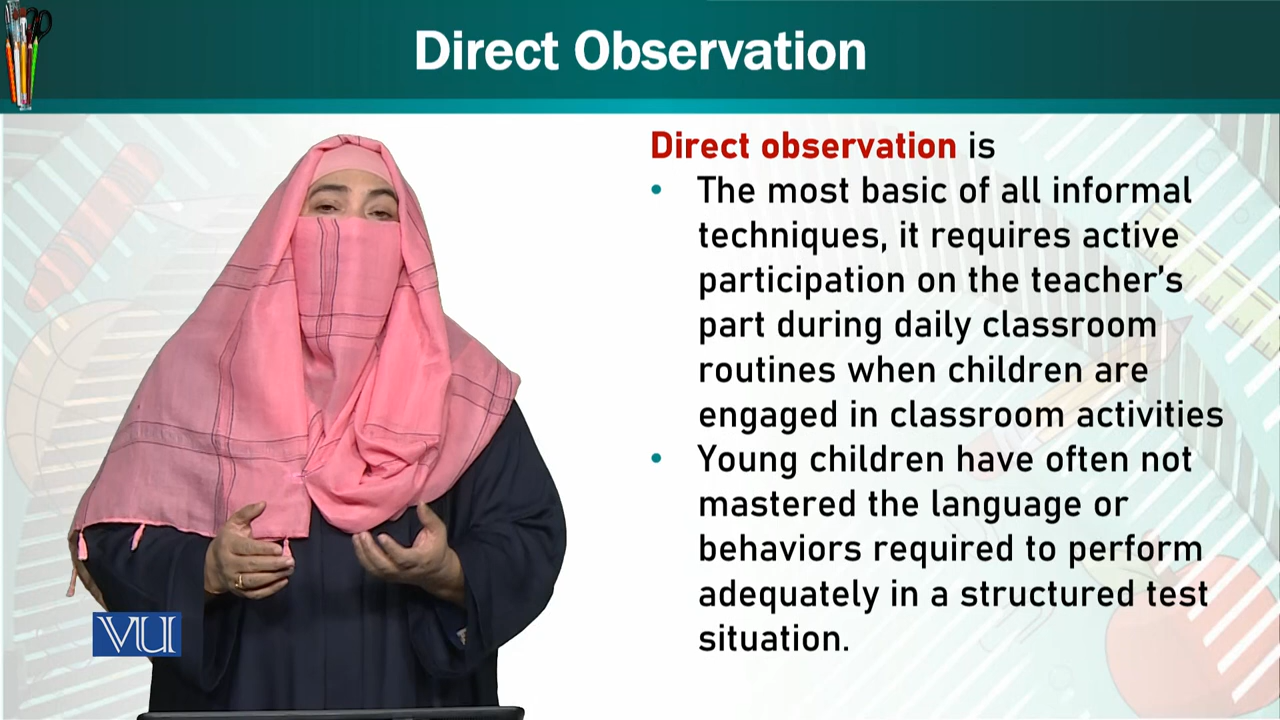 Direct Observation
Direct observation is
• The most basic of all informal
techniques, it requires active
participation on the teacher's
part during daily classroom
routines when children are
engaged in classroom activities
• Young children have often not
mastered the language or
behaviors required to perform
adequately in a structured test
situation.
VU